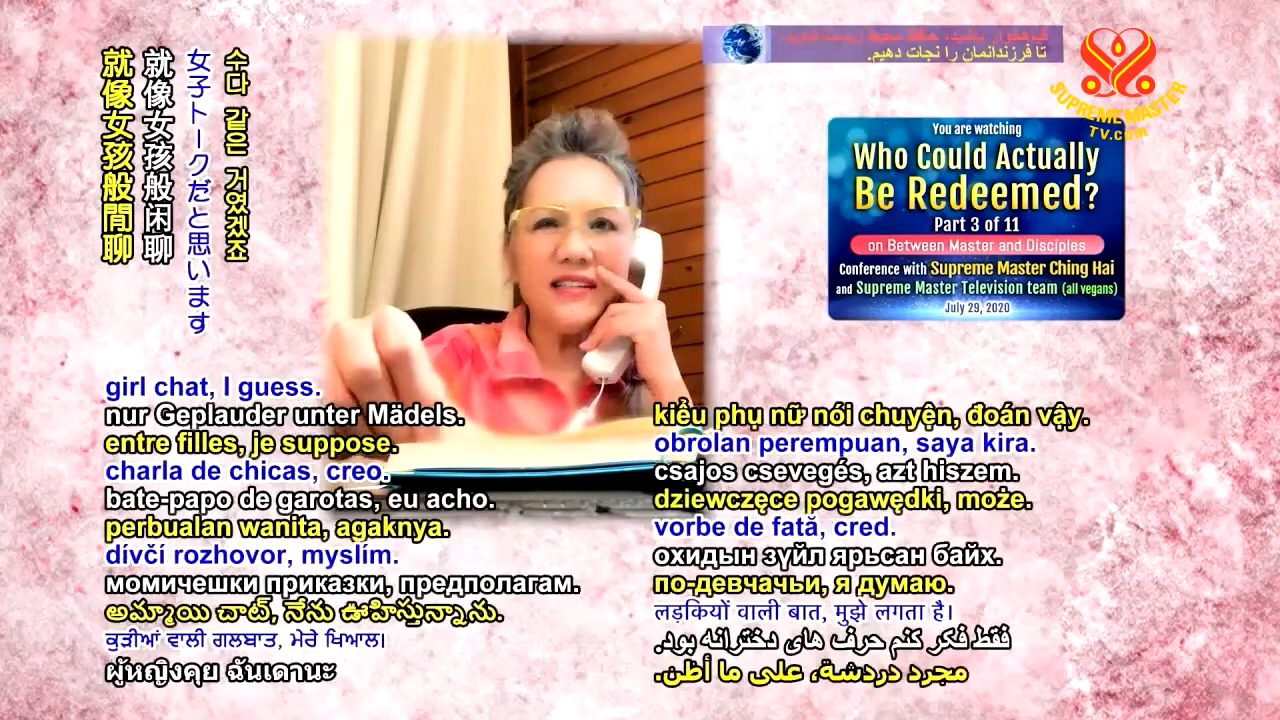 수다 같은 거였겠죠
女子トークだと思います
就像女孩般闲聊
就像女孩般閒聊
تا فرزندانمان را نجات دهیم.
SUPREME MASTER
TV.com
You are watching
Who Could Actually
Be Redeemed?
Part 3 of 11
on Between Master and Disciples
Conference with Supreme Master Ching Hai
and Supreme Master Television team (all vegans)
July 29, 2020
girl chat, I guess.
nur Geplauder unter Mädels.
entre filles, je suppose.
charla de chicas, creo.
bate-papo de garotas, eu acho.
perbualan wanita, agaknya.
dívčí rozhovor, myslím.
момичешки приказки, предполагам.
అమ్మాయి చాట్, నేను ఊహిస్తున్నాను.
ਕੁੜੀਆਂ ਵਾਲੀ ਗਲਬਾਤ, ਮੇਰੇ ਖਿਆਲ।
ผู้หญิงคุย ฉันเดานะ
kiểu phụ nữ nói chuyện, đoán vậy.
obrolan perempuan, saya kira.
csajos csevegés, azt hiszem.
dziewczęce pogawędki, może.
vorbe de fată, cred.
охидын зүйл ярьсан байх.
по-девчачьи, я думаю.
लड़कियों वाली बात, मुझे लगता है।
فقط فکر کنم حرف های دخترانه بود.
مجرد دردشة، على ما أظن.